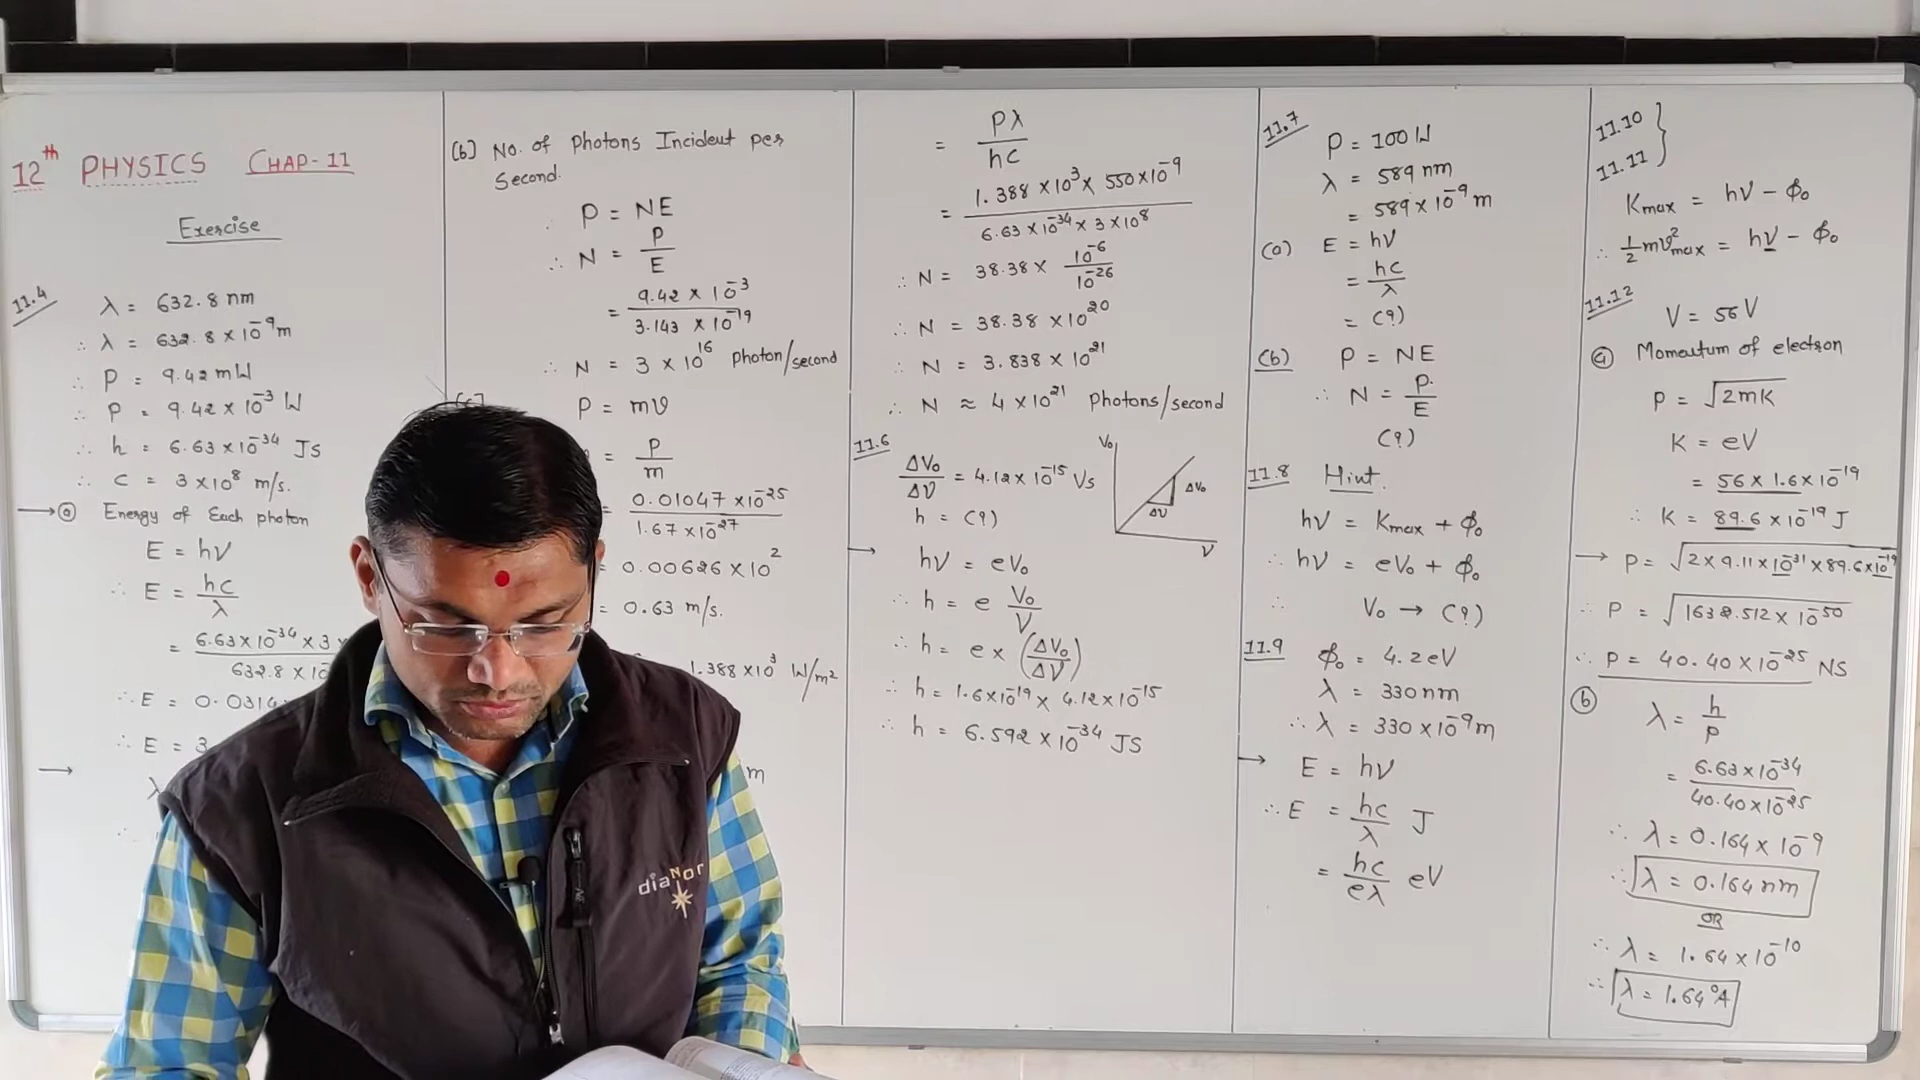 12th PHYSICS CHAP-11
Exercise
11.4
λ = 632.8 nm
∴ λ = 632.8 × 10⁻⁹ m
∴ P = 9.42 mW
∴ P = 9.42 × 10⁻³ W
∴ h = 6.63 × 10⁻³⁴ JS
∴ c = 3 × 10⁸ m/s.
→ ⓐ Energy of Each photon
E = hν
∴ E = hc/λ
= 6.63 × 10⁻³⁴ × 3 / 632.8 × 10
∴ E = 0.0314
∴ E = 3.
→
(b) No. of Photons Incident per
Second.
∴ P = NE
∴ N = P/E
= 9.42 × 10⁻³ / 3.143 × 10⁻¹⁹
∴ N = 3 × 10¹⁶ photon/second
P = mv
= P/m
= 0.01047 × 10⁻²⁵ / 1.67 × 10⁻²⁷
= 0.00626 × 10²
= 0.63 m/s.
1.388 × 10³ W/m²
m
= Pλ/hc
= 1.388 × 10³ × 550 × 10⁻⁹ / 6.63 × 10⁻³⁴ × 3 × 10⁸
∴ N = 38.38 × 10⁻⁶/10⁻²⁶
∴ N = 38.38 × 10²⁰
∴ N = 3.838 × 10²¹
∴ N ≈ 4 × 10²¹ Photons/second
11.6
ΔV₀/Δν = 4.12 × 10⁻¹⁵ Vs
h = (?)
V₀
ΔV₀
Δν
ν
→ hν = eV₀
∴ h = e V₀/ν
∴ h = e × (ΔV₀/Δν)
∴ h = 1.6 × 10⁻¹⁹ × 4.12 × 10⁻¹⁵
∴ h = 6.592 × 10⁻³⁴ JS
11.7
P = 100 W
λ = 589 nm
= 589 × 10⁻⁹ m
(a) E = hν
= hc/λ
= (?)
(b) P = NE
∴ N = P/E
(?)
11.8 Hint.
hν = Kmax + ϕ₀
∴ hν = eV₀ + ϕ₀
∴ V₀ → (?)
11.9 ϕ₀ = 4.2 eV
λ = 330 nm
∴ λ = 330 × 10⁻⁹ m
→ E = hν
∴ E = hc/λ J
= hc/eλ eV
11.10
11.11
Kmax = hν − ϕ₀
∴ ½mv²max = hν − ϕ₀
11.12
V = 56 V
ⓐ Momentum of electron
P = √2mK
K = eV
= 56 × 1.6 × 10⁻¹⁹
∴ K = 89.6 × 10⁻¹⁹ J
→ P = √2 × 9.11 × 10⁻³¹ × 89.6 × 10⁻¹⁹
∴ P = √1632.512 × 10⁻⁵⁰
∴ P = 40.40 × 10⁻²⁵ NS
ⓑ λ = h/P
= 6.63 × 10⁻³⁴ / 40.40 × 10⁻²⁵
∴ λ = 0.164 × 10⁻⁹
∴ λ = 0.164 nm
OR
∴ λ = 1.64 × 10⁻¹⁰
∴ λ = 1.64 °A
diaNor